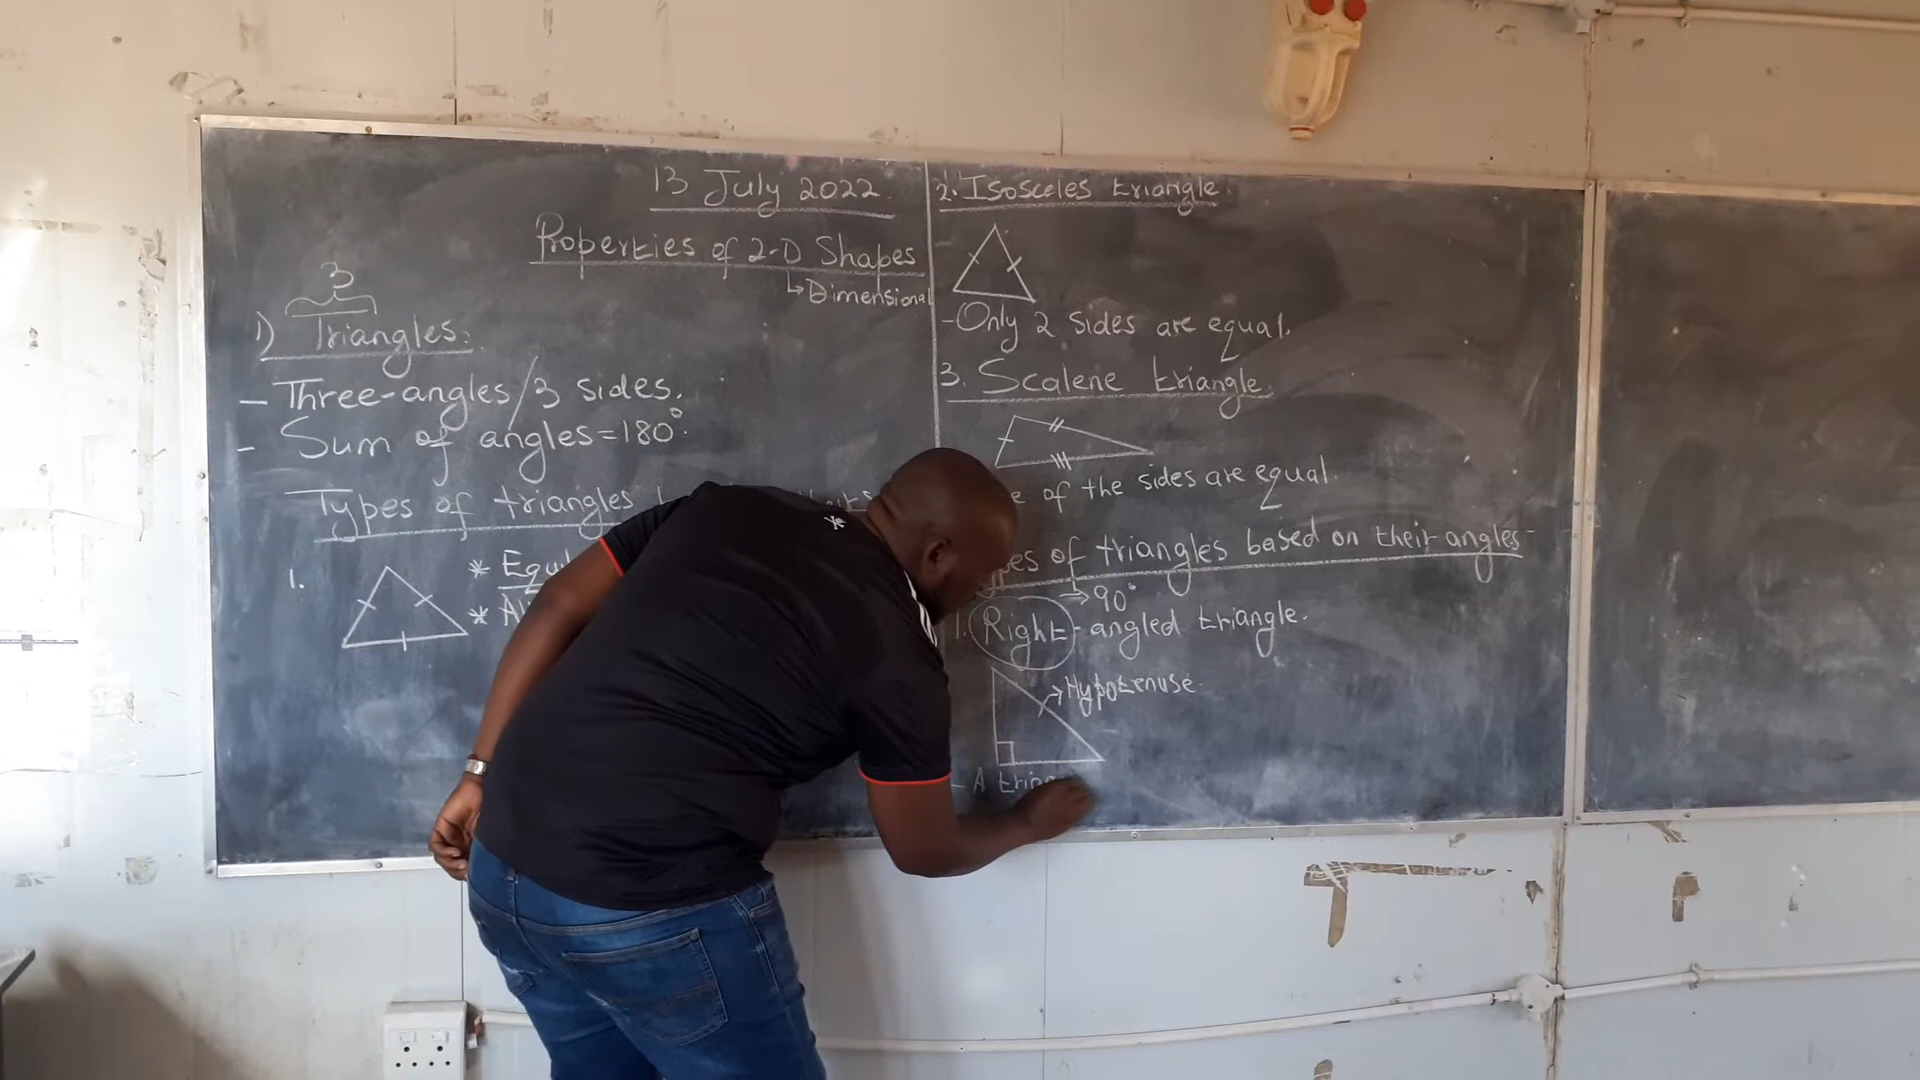 13 July 2022.
Properties of 2-D Shapes
↳Dimensional
3
1) Triangles:
- Three-angles/3 sides.
- Sum of angles=180°.
Types of triangles
1.
* Equ
* Al
2. Isosceles triangle.
-Only 2 sides are equal.
3. Scalene triangle.
of the sides are equal.
of triangles based on their angles-
→90°
1. Right-angled triangle.
→Hypotenuse.
- A trian